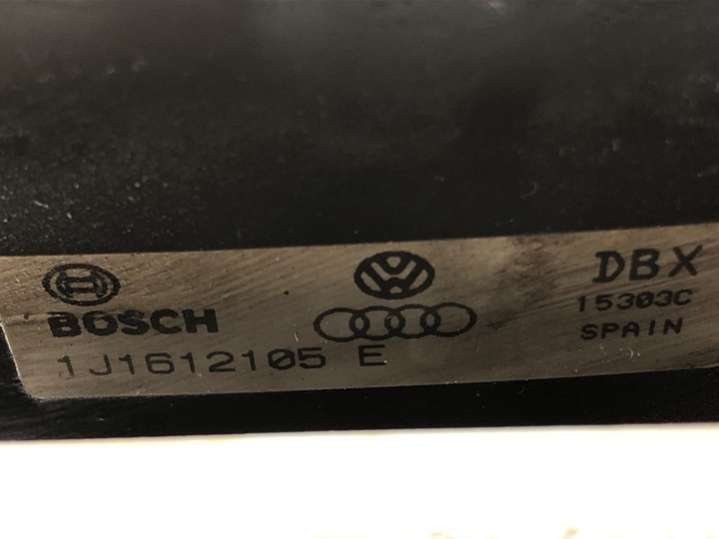 BOSCH
1J1612105 E
DBX
15303C
SPAIN